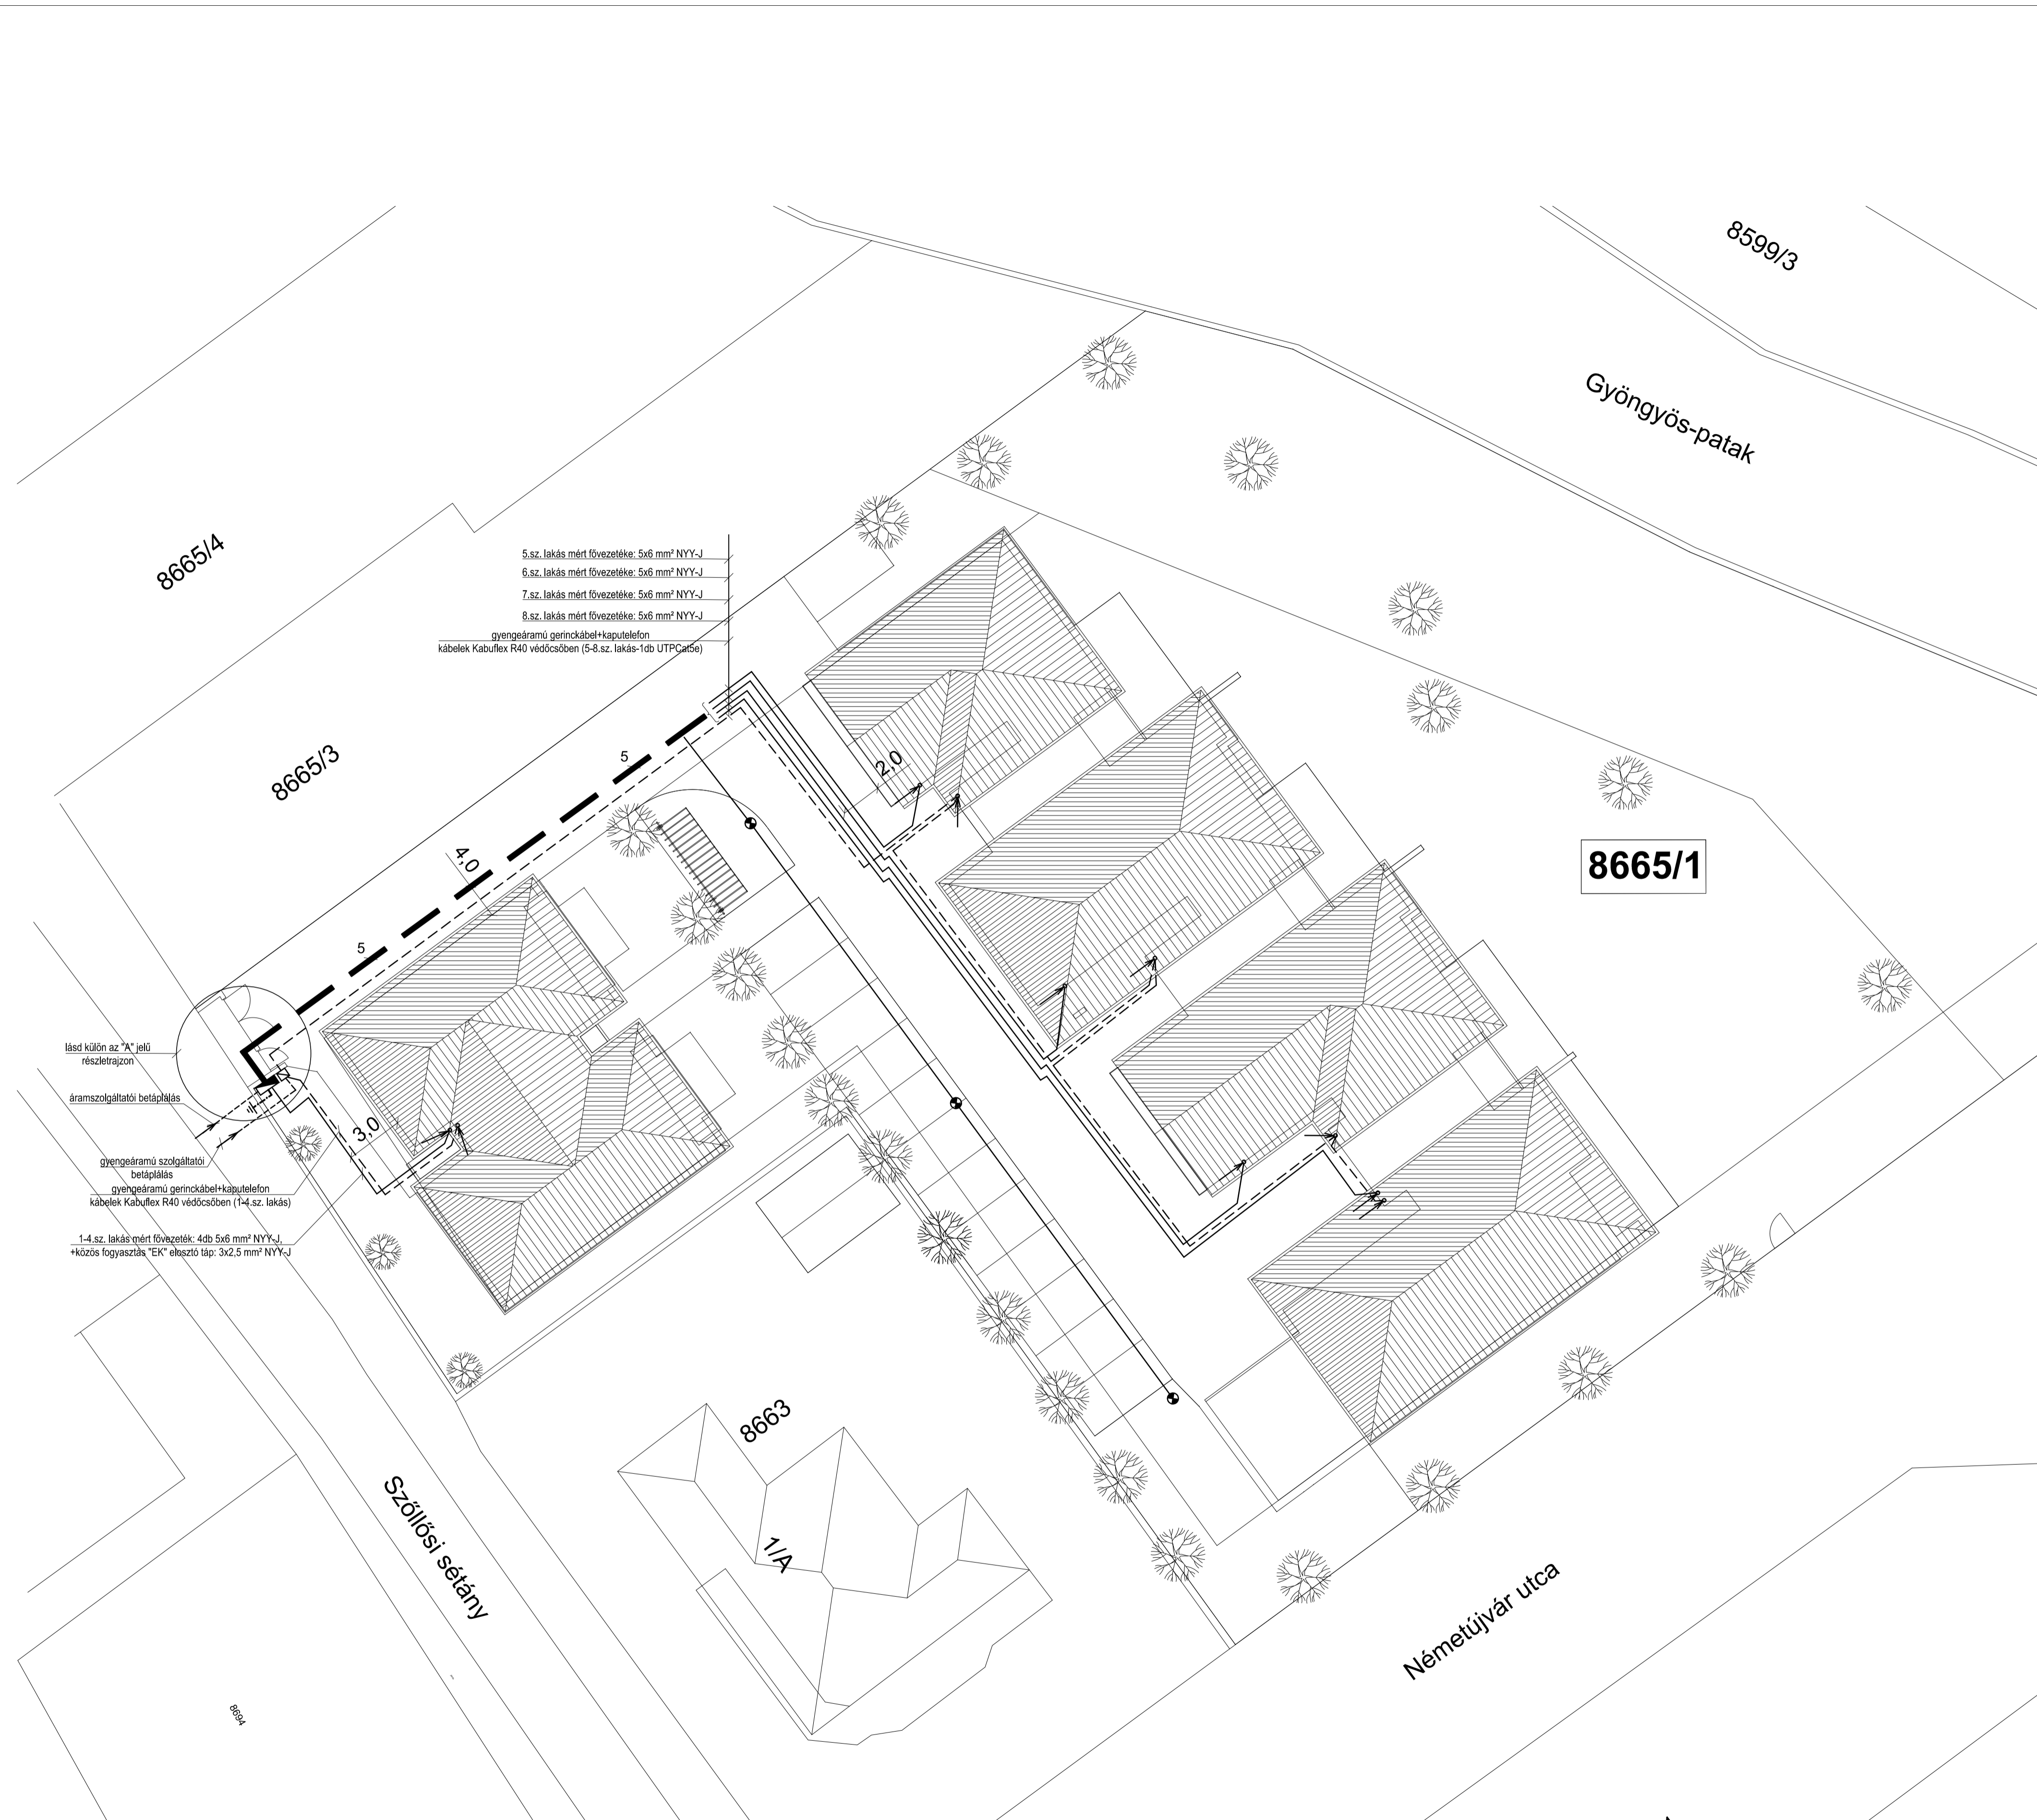 8599/3
Gyöngyös-patak
8665/4
5.sz. lakás mért fővezetéke: 5x6 mm² NYY-J
6.sz. lakás mért fővezetéke: 5x6 mm² NYY-J
7.sz. lakás mért fővezetéke: 5x6 mm² NYY-J
8.sz. lakás mért fővezetéke: 5x6 mm² NYY-J
gyengeáramú gerinckábel+kaputelefon
kábelek Kabuflex R40 védőcsőben (5-8.sz. lakás-1db UTPCat5e)
8665/3
5
2,0
4,0
8665/1
5
lásd külön az "A" jelű
részletrajzon
áramszolgáltatói betáplálás
3,0
gyengeáramú szolgáltatói
betáplálás
gyengeáramú gerinckábel+kaputelefon
kábelek Kabuflex R40 védőcsőben (1-4.sz. lakás)
1-4.sz. lakás mért fővezeték: 4db 5x6 mm² NYY-J,
+közös fogyasztás "EK" elosztó táp: 3x2,5 mm² NYY-J
8663
1/A
Szőllősi sétány
Németújvár utca
8694